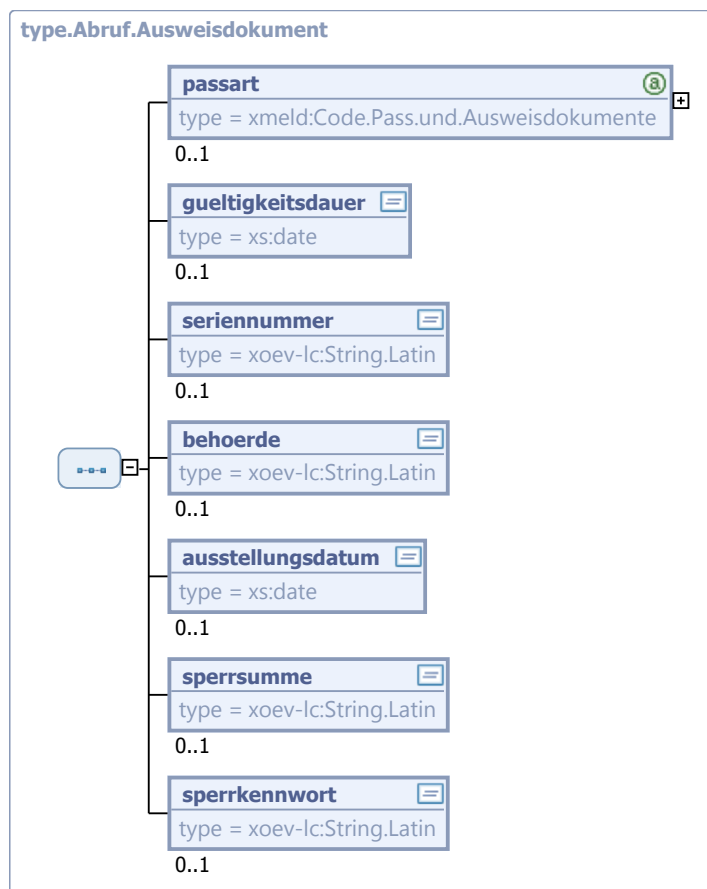 type.Abruf.Ausweisdokument
passart
type = xmeld:Code.Pass.und.Ausweisdokumente
0..1
gueltigkeitsdauer
type = xs:date
0..1
seriennummer
type = xoev-lc:String.Latin
0..1
behoerde
type = xoev-lc:String.Latin
0..1
ausstellungsdatum
type = xs:date
0..1
sperrsumme
type = xoev-lc:String.Latin
0..1
sperrkennwort
type = xoev-lc:String.Latin
0..1